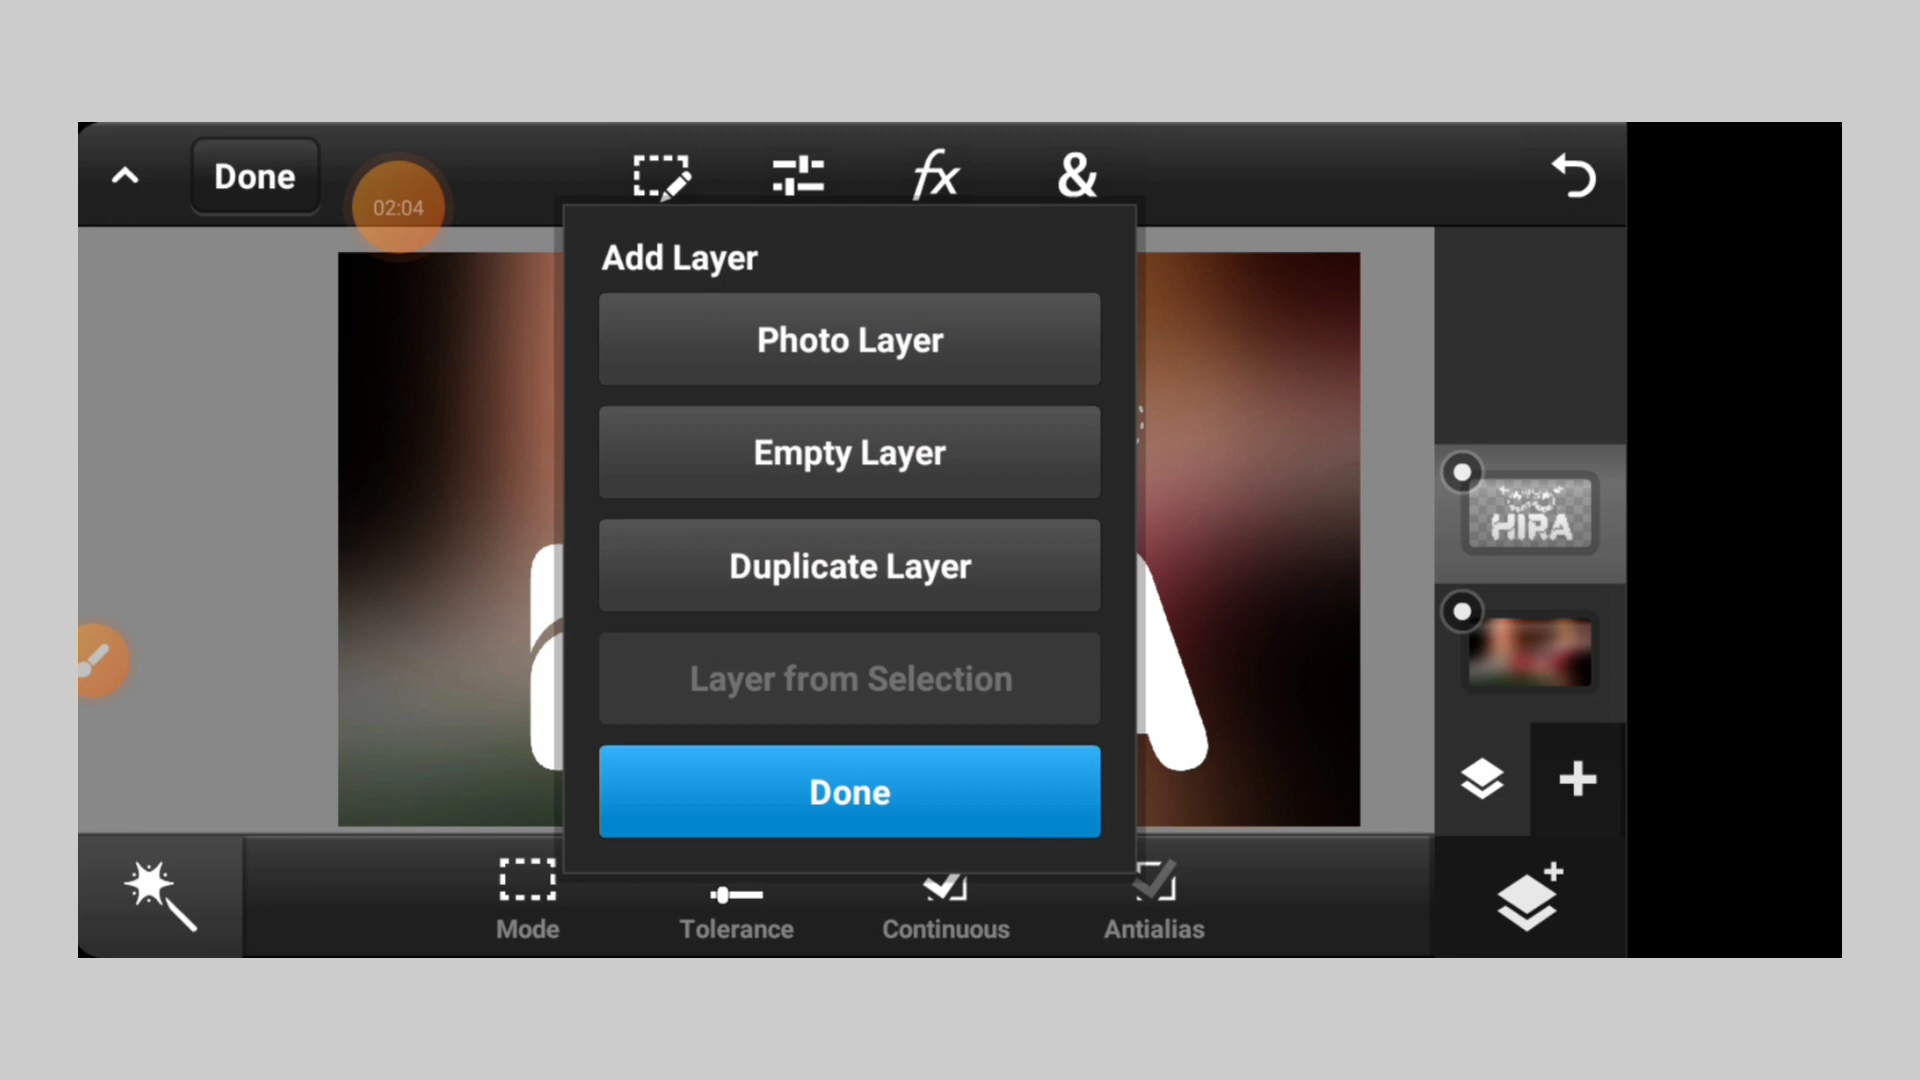 Done
02:04
Add Layer
Photo Layer
Empty Layer
Duplicate Layer
Layer from Selection
Done
fx
&
HIRA
Mode
Tolerance
Continuous
Antialias